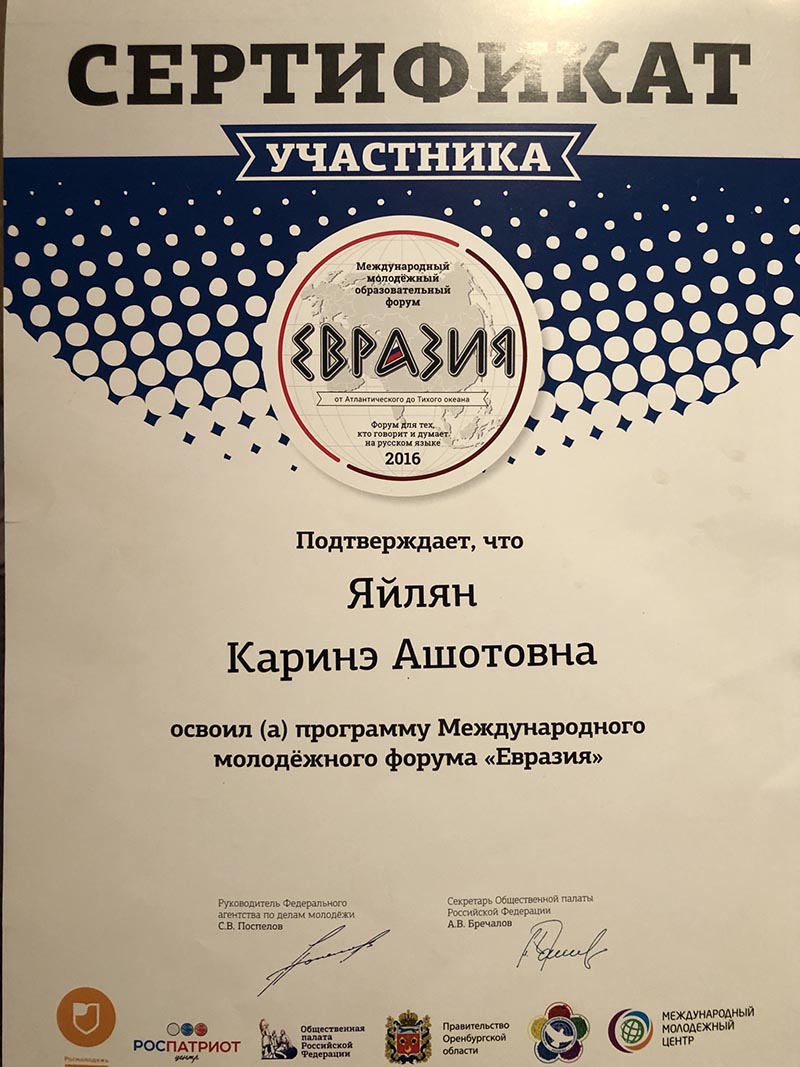 СЕРТИФИКАТ
УЧАСТНИКА
Международный
молодёжный
образовательный
форум
ЕВРАЗИЯ
от Атлантического до Тихого океана
Форум для тех,
кто говорит и думает
на русском языке
2016
Подтверждает, что
Яйлян
Каринэ Ашотовна
освоил (а) программу Международного
молодёжного форума «Евразия»
Руководитель Федерального
агентства по делам молодёжи
С.В. Поспелов
Секретарь Общественной палаты
Российской Федерации
А.В. Бречалов
Росмолодежь
РОСПАТРИОТ
центр
Общественная
палата
Российской
Федерации
Правительство
Оренбургской
области
МЕЖДУНАРОДНЫЙ
МОЛОДЕЖНЫЙ
ЦЕНТР